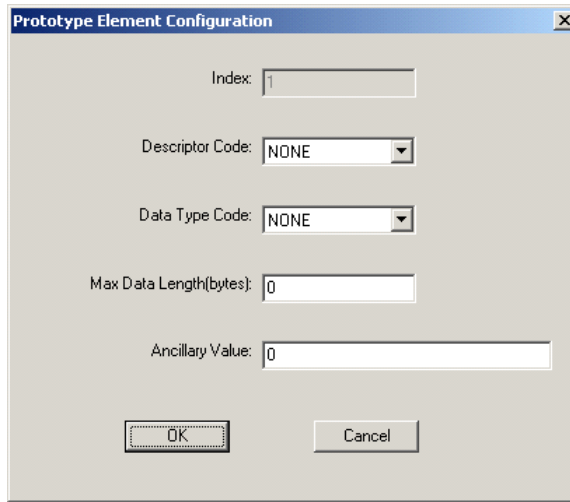 Prototype Element Configuration
Index: 1
Descriptor Code: NONE
Data Type Code: NONE
Max Data Length(bytes): 0
Ancillary Value: 0
OK Cancel